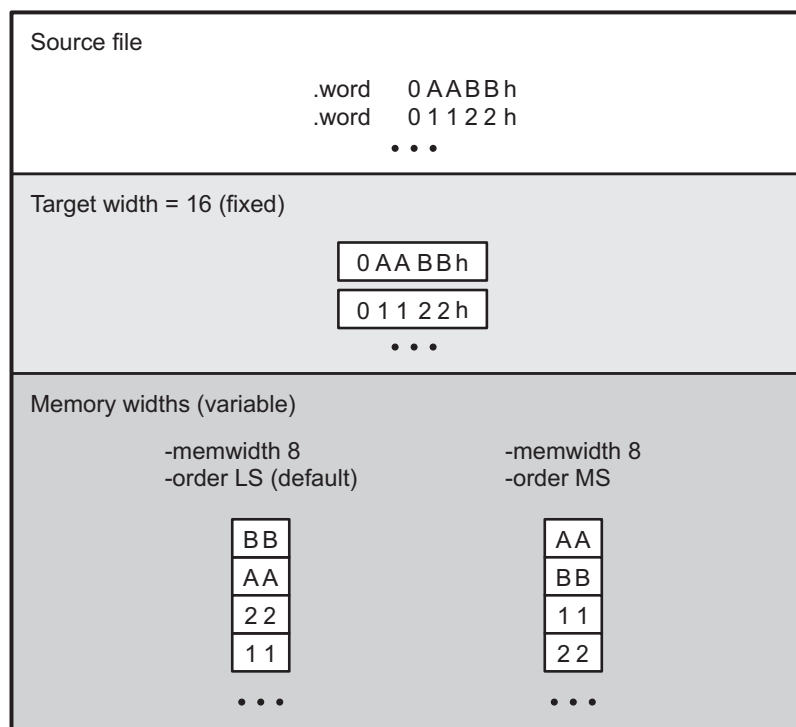 Source file
.word 0AABBh
.word 01122h
• • •
Target width = 16 (fixed)
0AABBh
01122h
• • •
Memory widths (variable)
-memwidth 8
-order LS (default)
BB
AA
22
11
• • •
-memwidth 8
-order MS
AA
BB
11
22
• • •